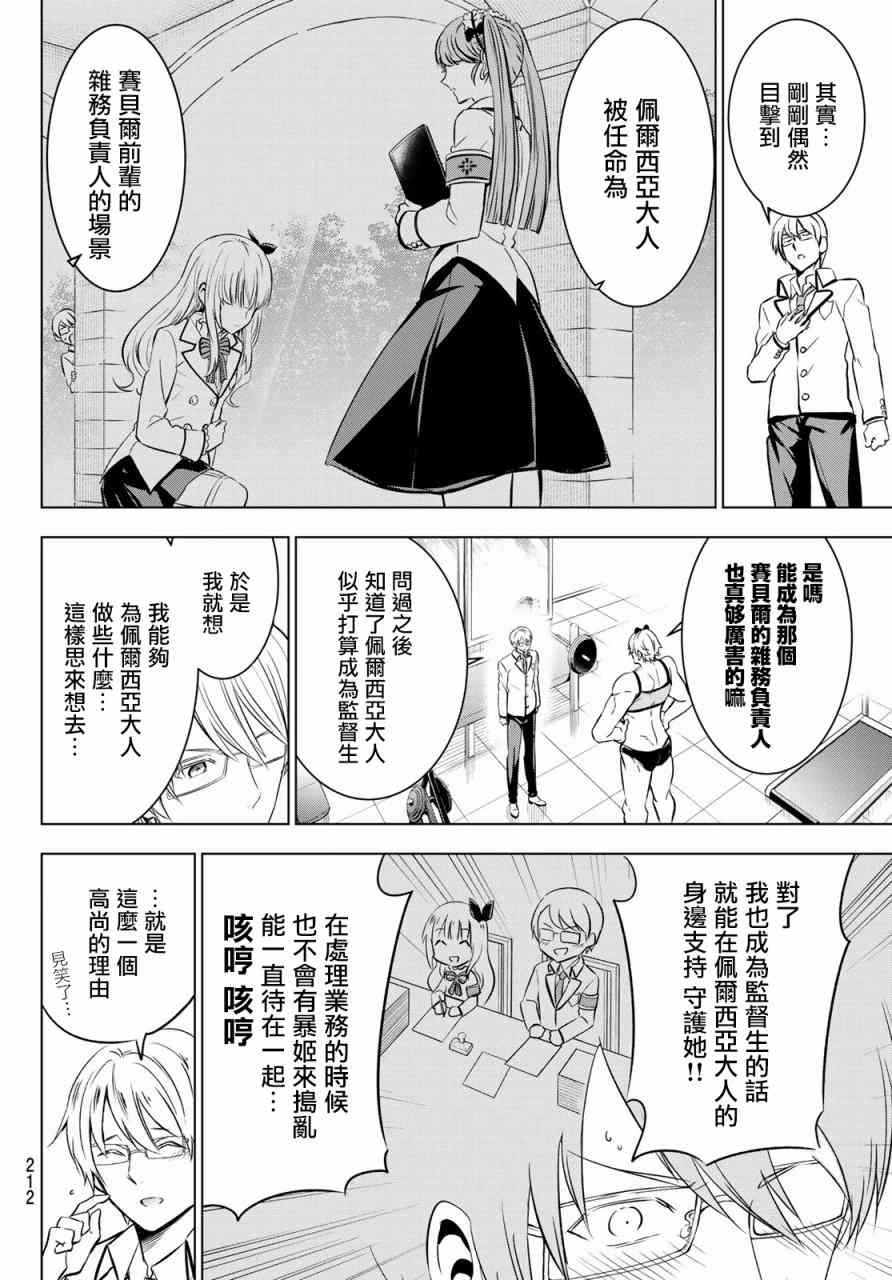 其實…
剛剛偶然
目擊到
佩爾西亞大人
被任命為
賽貝爾前輩的
雜務負責人的場景
是嗎
能成為那個
賽貝爾的雜務負責人
也真够厲害的嘛
問過之後
知道了佩爾西亞大人
似乎打算成為監督生
於是
我就想
我能夠
為佩爾西亞大人
做些什麼…
這樣思來想去…
對了
我也成為監督生的話
就能在佩爾西亞大人的
身邊支持 守護她!!
在處理業務的時候
也不會有暴姬來搗亂
能一直待在一起…
咳哼 咳哼
…就是
這麼一個
高尚的理由
見笑了…
212